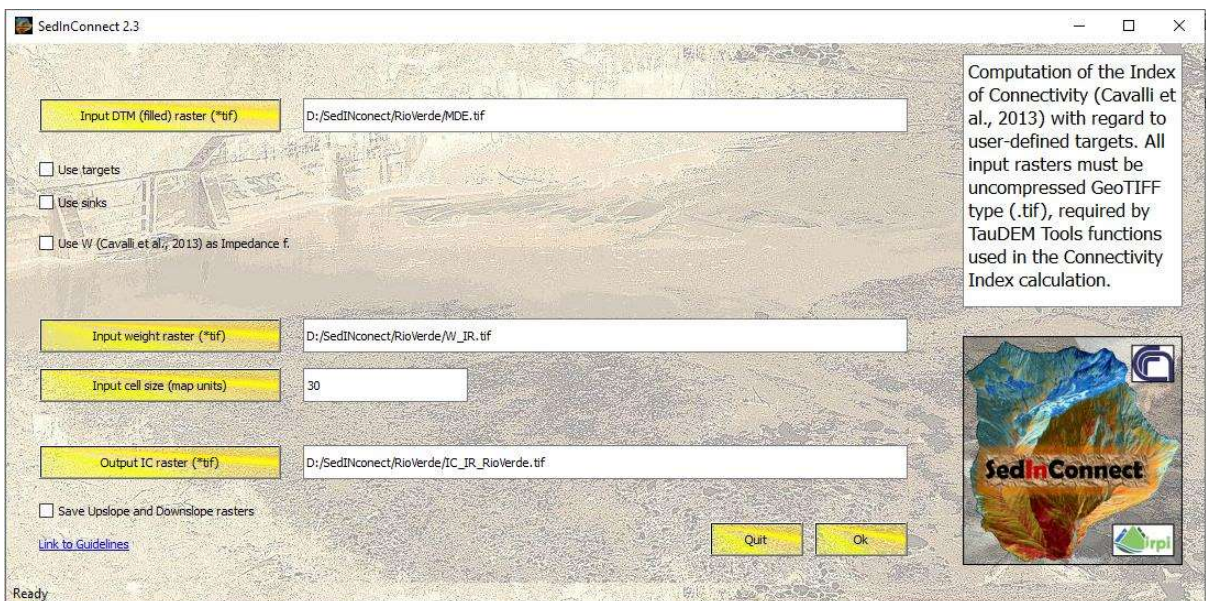 SedInConnect 2.3
Input DTM (filled) raster (*tif)
D:/SedINconect/RioVerde/MDE.tif
Use targets
Use sinks
Use W (Cavalli et al., 2013) as Impedance f.
Input weight raster (*tif)
D:/SedINconect/RioVerde/W_IR.tif
Input cell size (map units)
30
Output IC raster (*tif)
D:/SedINconect/RioVerde/IC_IR_RioVerde.tif
Save Upslope and Downslope rasters
Link to Guidelines
Quit
Ok
Ready
Computation of the Index
of Connectivity (Cavalli et
al., 2013) with regard to
user-defined targets. All
input rasters must be
uncompressed GeoTIFF
type (.tif), required by
TauDEM Tools functions
used in the Connectivity
Index calculation.
SedInConnect
irpi